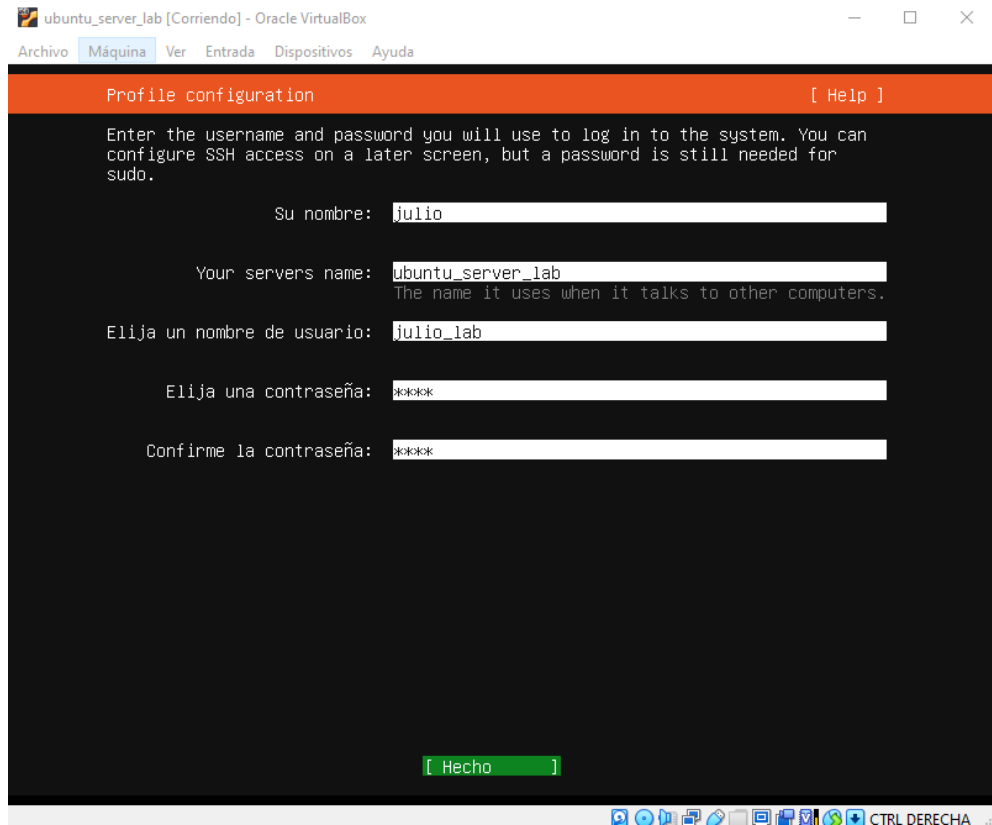 ubuntu_server_lab [Corriendo] - Oracle VirtualBox
Archivo Máquina Ver Entrada Dispositivos Ayuda
Profile configuration [ Help ]
Enter the username and password you will use to log in to the system. You can
configure SSH access on a later screen, but a password is still needed for
sudo.
Su nombre: julio
Your servers name: ubuntu_server_lab
The name it uses when it talks to other computers.
Elija un nombre de usuario: julio_lab
Elija una contraseña: ****
Confirme la contraseña: ****
[ Hecho ]
CTRL DERECHA